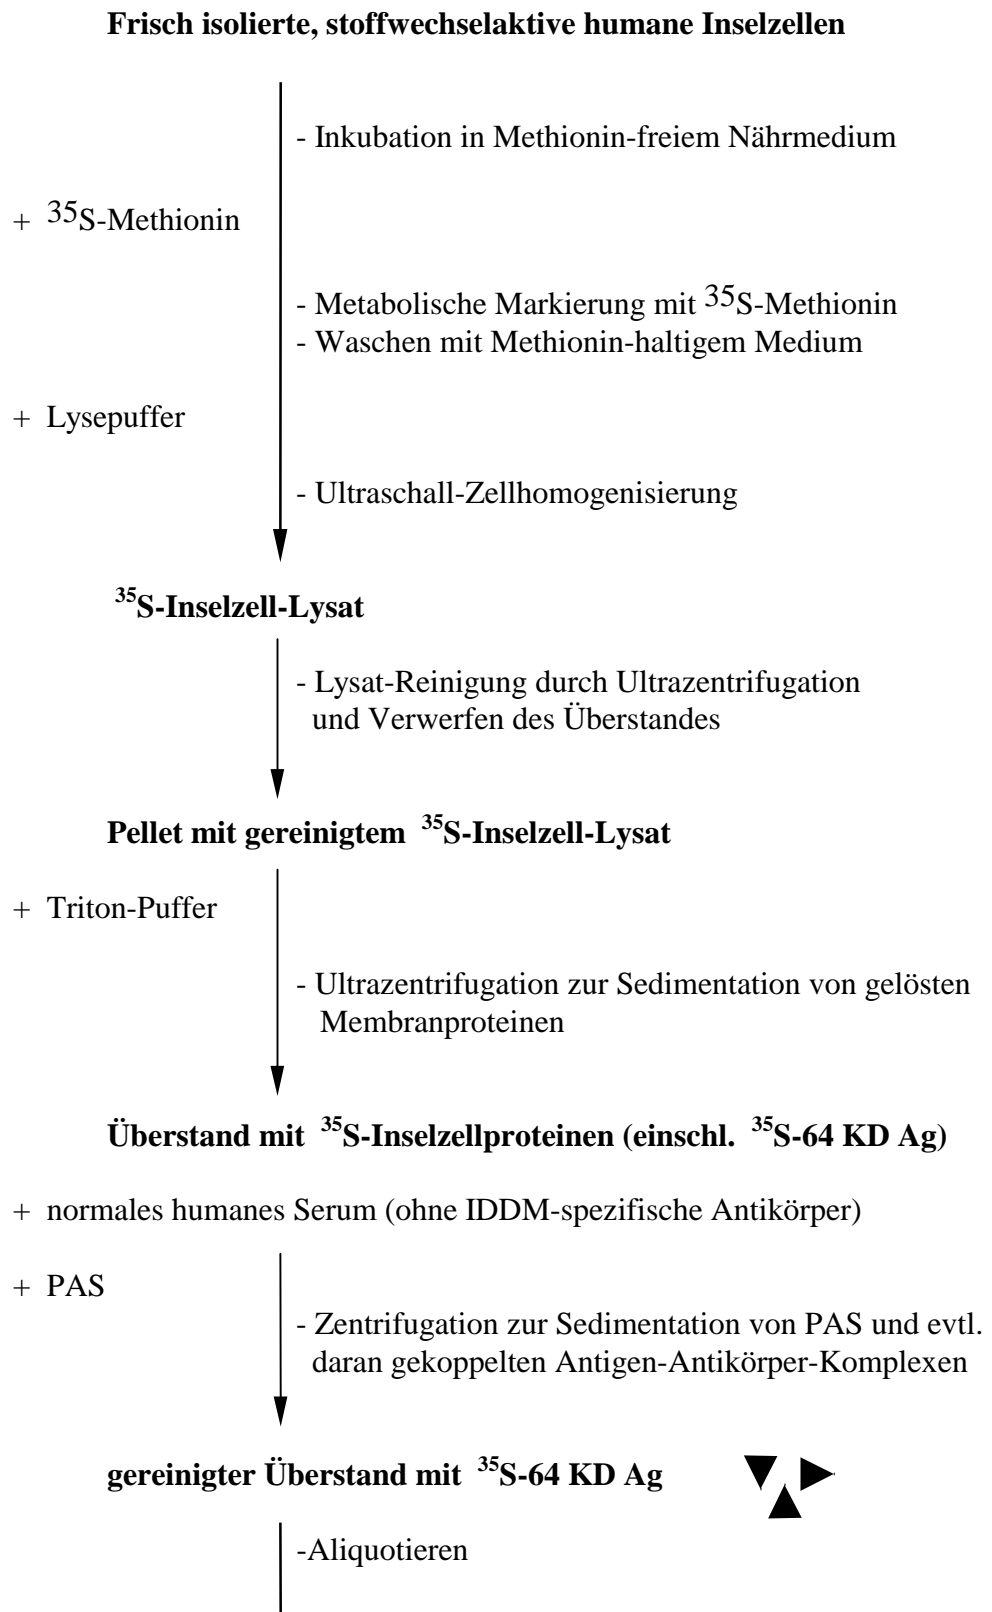 Frisch isolierte, stoffwechselaktive humane Inselzellen
- Inkubation in Methionin-freiem Nährmedium
+ ³⁵S-Methionin
- Metabolische Markierung mit ³⁵S-Methionin
- Waschen mit Methionin-haltigem Medium
+ Lysepuffer
- Ultraschall-Zellhomogenisierung
³⁵S-Inselzell-Lysat
- Lysat-Reinigung durch Ultrazentrifugation
und Verwerfen des Überstandes
Pellet mit gereinigtem ³⁵S-Inselzell-Lysat
+ Triton-Puffer
- Ultrazentrifugation zur Sedimentation von gelösten
Membranproteinen
Überstand mit ³⁵S-Inselzellproteinen (einschl. ³⁵S-64 KD Ag)
+ normales humanes Serum (ohne IDDM-spezifische Antikörper)
+ PAS
- Zentrifugation zur Sedimentation von PAS und evtl.
daran gekoppelten Antigen-Antikörper-Komplexen
gereinigter Überstand mit ³⁵S-64 KD Ag
-Aliquotieren